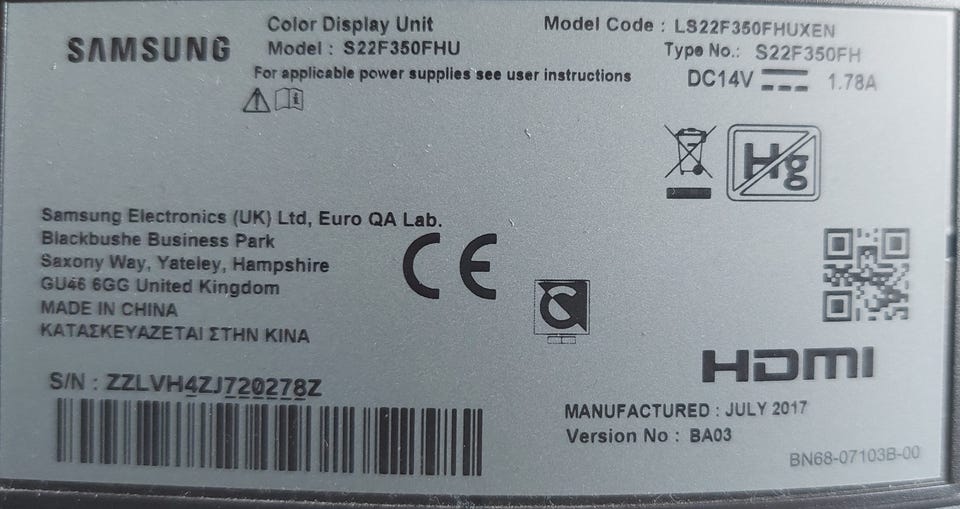 SAMSUNG
Color Display Unit
Model : S22F350FHU
For applicable power supplies see user instructions
Model Code : LS22F350FHUXEN
Type No.: S22F350FH
DC14V 1.78A
Hg
Samsung Electronics (UK) Ltd, Euro QA Lab.
Blackbushe Business Park
Saxony Way, Yateley, Hampshire
GU46 6GG United Kingdom
MADE IN CHINA
ΚΑΤΑΣΚΕΥΑΖΕΤΑΙ ΣΤΗΝ ΚΙΝΑ
CE
HDMI
S/N : ZZLVH4ZJ720278Z
MANUFACTURED : JULY 2017
Version No : BA03
BN68-07103B-00